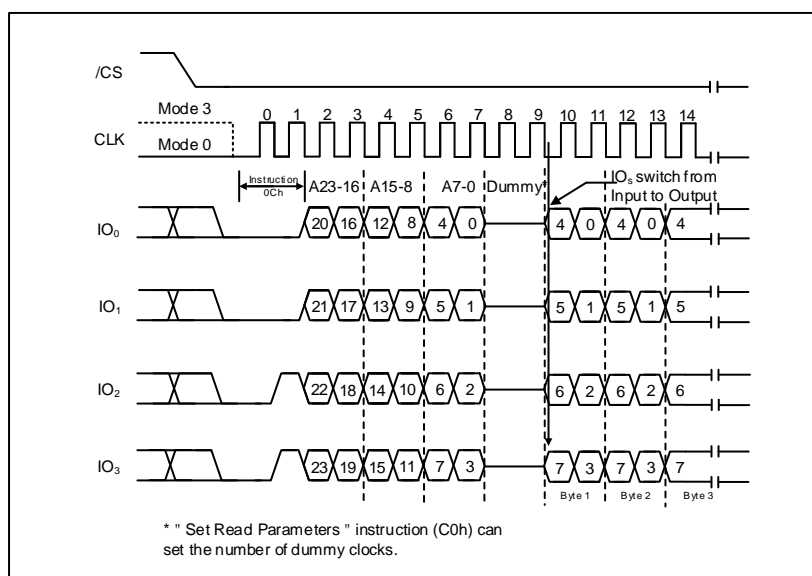 /CS
Mode 3
0 1 2 3 4 5 6 7 8 9 10 11 12 13 14
CLK
Mode 0
Instruction
0Ch
A23-16 A15-8 A7-0 Dummy*
IOs switch from
Input to Output
IO0 20 16 12 8 4 0 4 0 4 0 4
IO1 21 17 13 9 5 1 5 1 5 1 5
IO2 22 18 14 10 6 2 6 2 6 2 6
IO3 23 19 15 11 7 3 7 3 7 3 7
Byte 1 Byte 2 Byte 3
* " Set Read Parameters " instruction (C0h) can
set the number of dummy clocks.